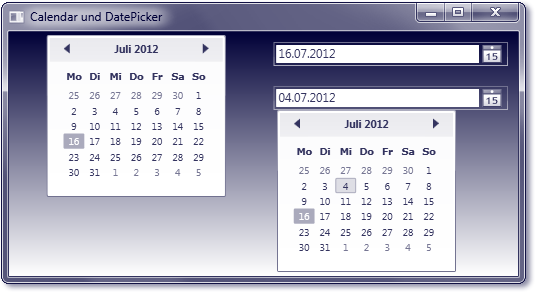 Calendar und DatePicker
Juli 2012
Mo Di Mi Do Fr Sa So
25 26 27 28 29 30 1
2 3 4 5 6 7 8
9 10 11 12 13 14 15
16 17 18 19 20 21 22
23 24 25 26 27 28 29
30 31 1 2 3 4 5
16.07.2012 15
04.07.2012 15
Juli 2012
Mo Di Mi Do Fr Sa So
25 26 27 28 29 30 1
2 3 4 5 6 7 8
9 10 11 12 13 14 15
16 17 18 19 20 21 22
23 24 25 26 27 28 29
30 31 1 2 3 4 5